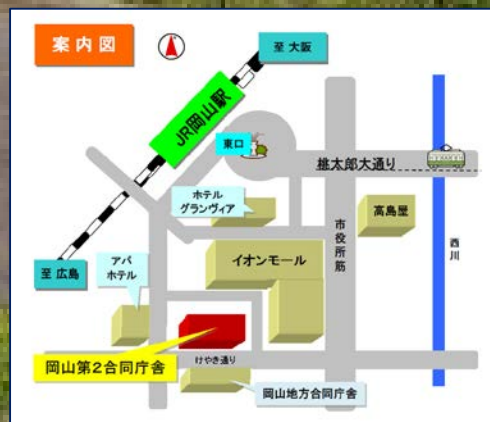 案内図
至 大阪
JR岡山駅
東口
桃太郎大通り
ホテル
グランヴィア
高島屋
市役所筋
西川
イオンモール
至 広島
アパ
ホテル
岡山第2合同庁舎
けやき通り
岡山地方合同庁舎